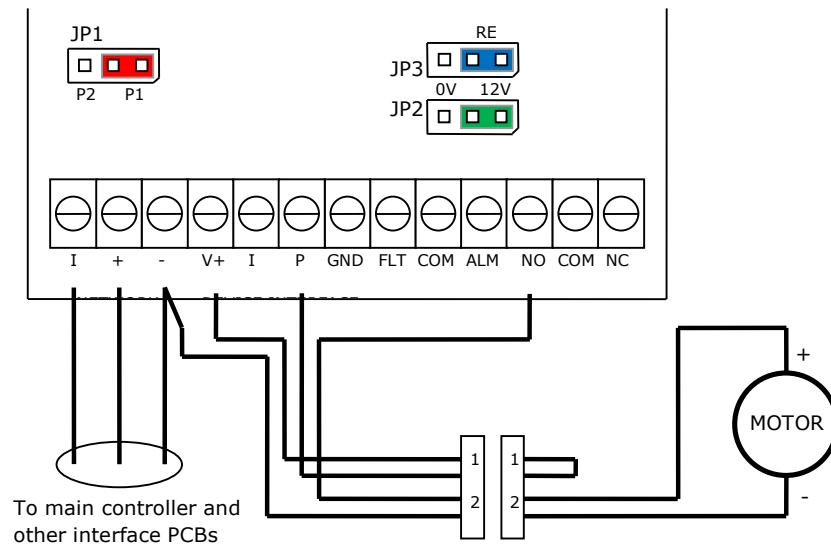 JP1
P2 P1
RE
JP3
0V 12V
JP2
I + - V+ I P GND FLT COM ALM NO COM NC
MOTOR
+
-
1 1
2 2
To main controller and
other interface PCBs